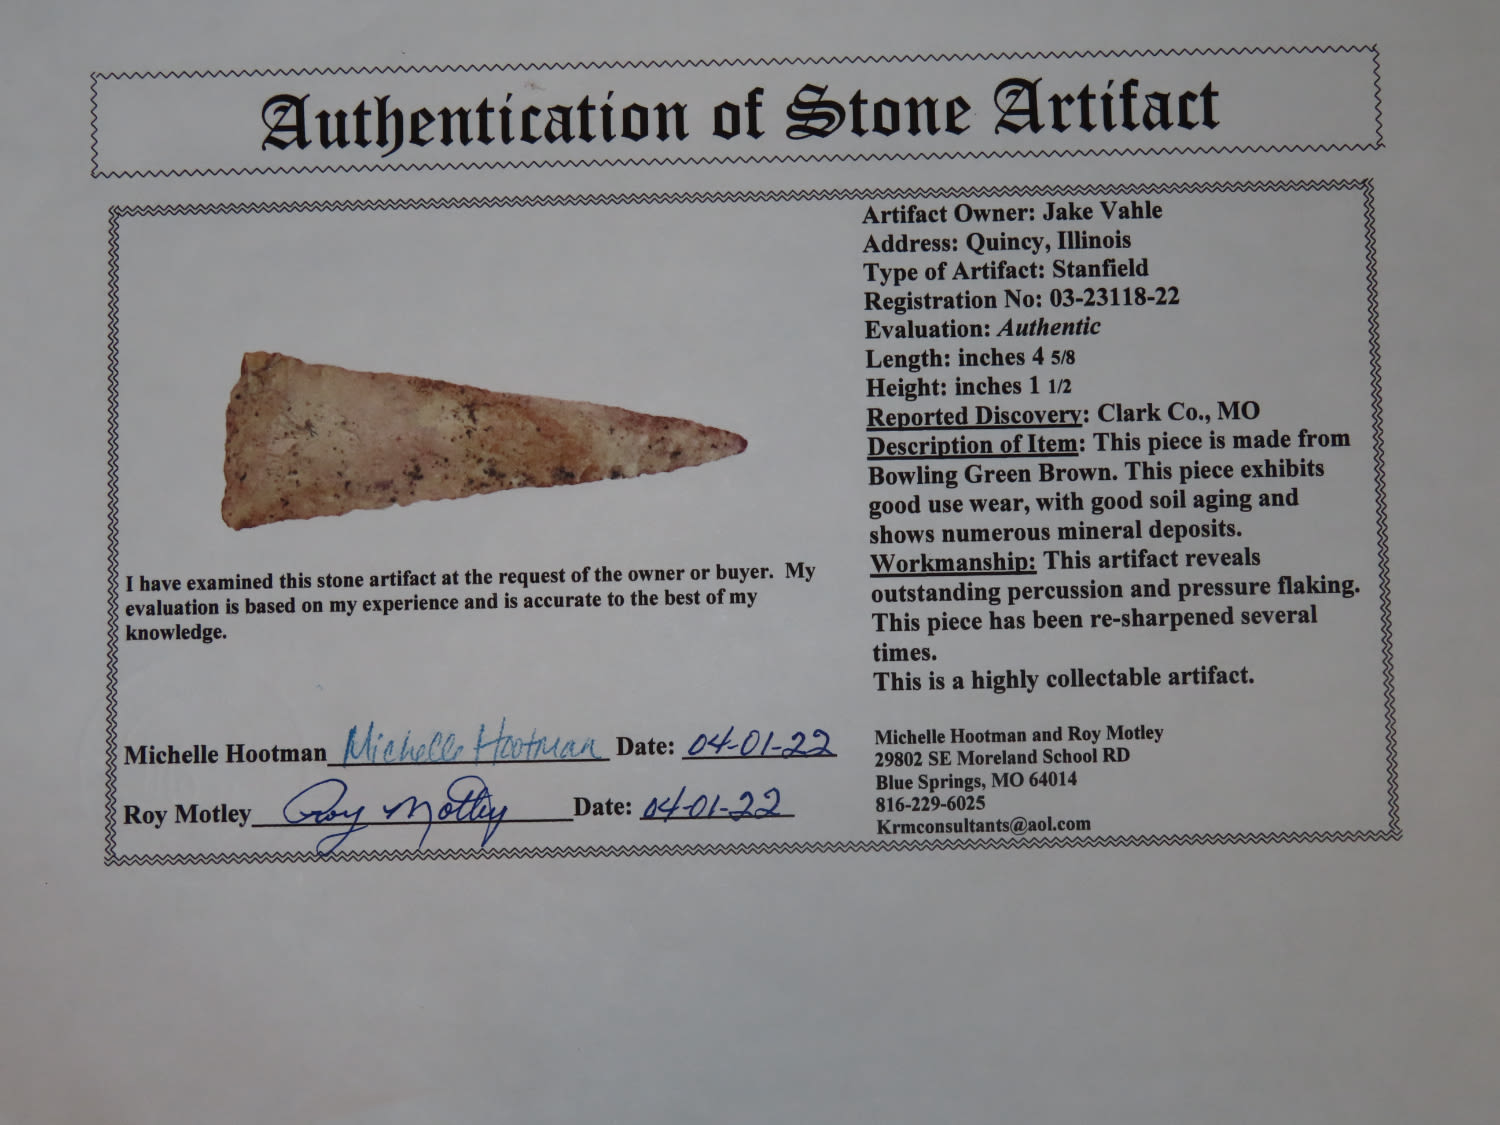 Authentication of Stone Artifact
Artifact Owner: Jake Vahle
Address: Quincy, Illinois
Type of Artifact: Stanfield
Registration No: 03-23118-22
Evaluation: Authentic
Length: inches 4 5/8
Height: inches 1 1/2
Reported Discovery: Clark Co., MO
Description of Item: This piece is made from
Bowling Green Brown. This piece exhibits
good use wear, with good soil aging and
shows numerous mineral deposits.
Workmanship: This artifact reveals
outstanding percussion and pressure flaking.
This piece has been re-sharpened several
times.
This is a highly collectable artifact.
I have examined this stone artifact at the request of the owner or buyer. My
evaluation is based on my experience and is accurate to the best of my
knowledge.
Michelle Hootman Michelle Hootman Date: 04-01-22
Roy Motley Roy Motley Date: 04-01-22
Michelle Hootman and Roy Motley
29802 SE Moreland School RD
Blue Springs, MO 64014
816-229-6025
Krmconsultants@aol.com